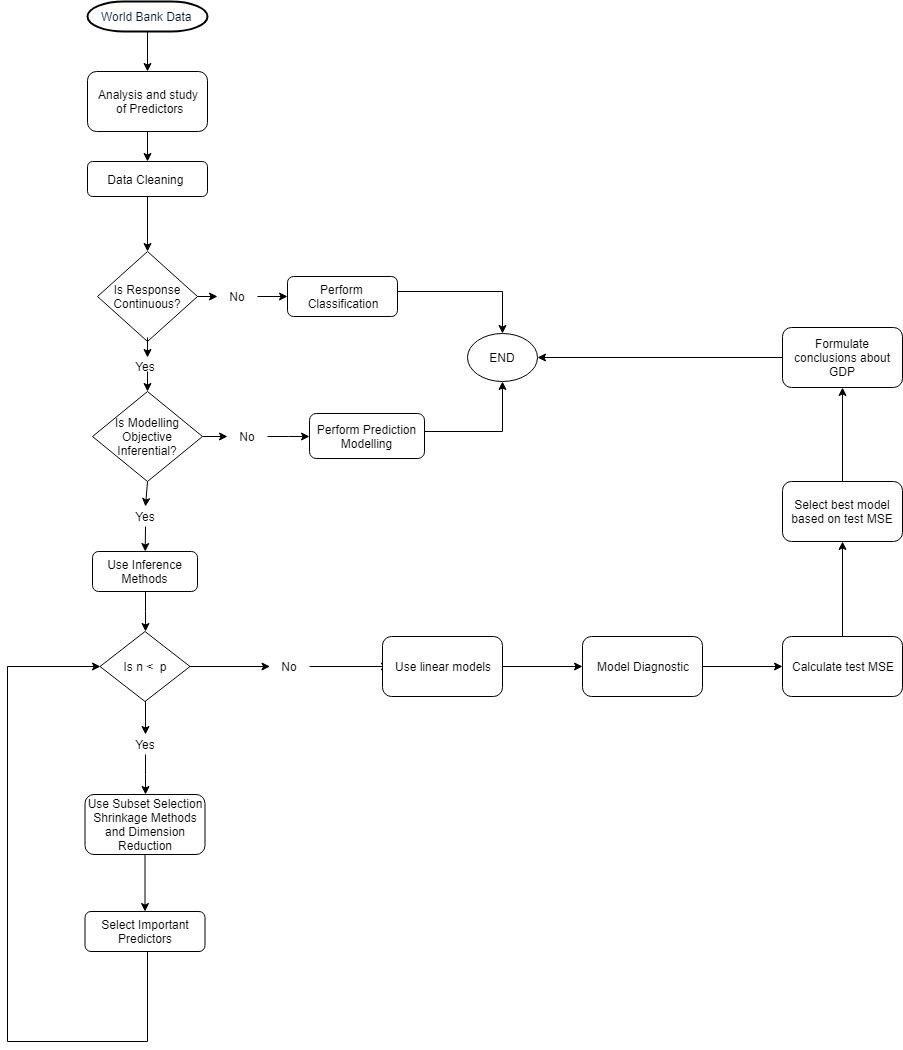 World Bank Data
Analysis and study
of Predictors
Data Cleaning
Is Response
Continuous?
No
Perform
Classification
Yes
END
Formulate
conclusions about
GDP
Is Modelling
Objective
Inferential?
No
Perform Prediction
Modelling
Yes
Select best model
based on test MSE
Use Inference
Methods
Is n < p
No
Use linear models
Model Diagnostic
Calculate test MSE
Yes
Use Subset Selection
Shrinkage Methods
and Dimension
Reduction
Select Important
Predictors